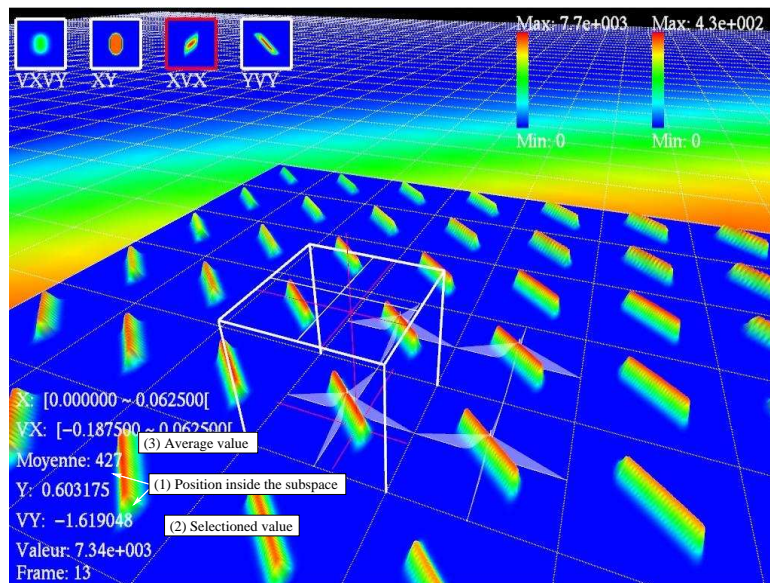 VXVY XY XVX YVY
Max: 7.7e+003 Max: 4.3e+002
Min: 0 Min: 0
X: [0.000000 ~ 0.062500[
VX: [−0.187500 ~ 0.062500[
(3) Average value
Moyenne: 427
(1) Position inside the subspace
Y: 0.603175
VY: −1.619048
(2) Selectioned value
Valeur: 7.34e+003
Frame: 13